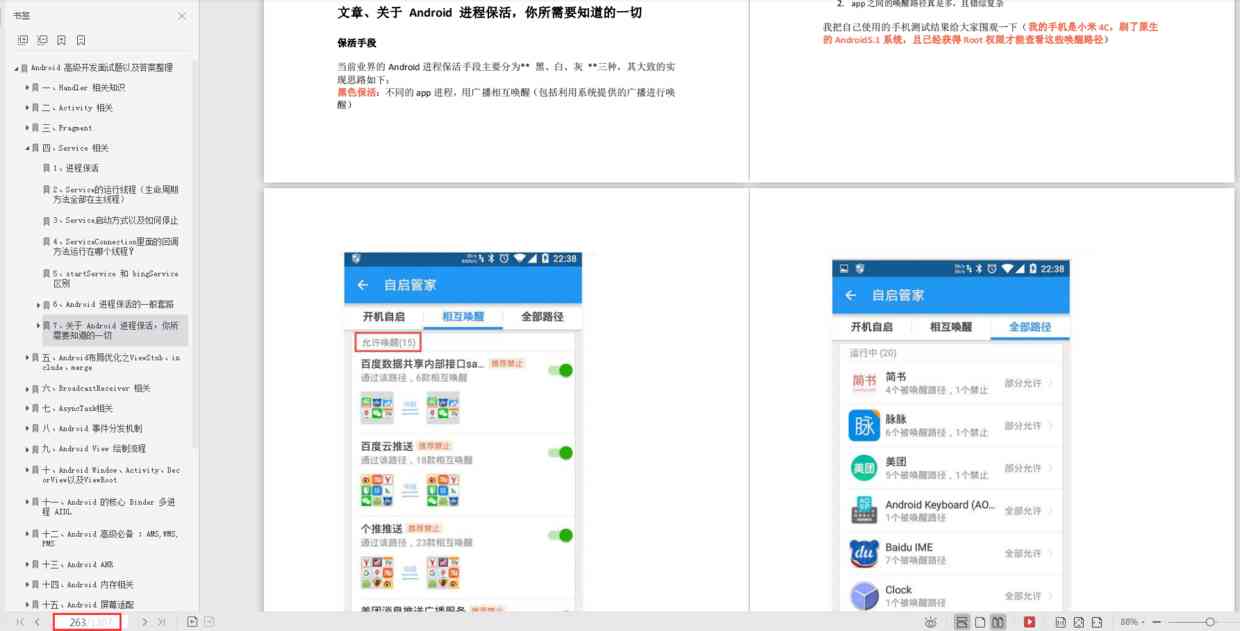 书签
Android 高级开发面试题以及答案整理
一、Handler 相关知识
二、Activity 相关
三、Fragment
四、Service 相关
1、进程保活
2、Service的运行线程（生命周期
方法全部在主线程）
3、Service启动方式以及如何停止
4、ServiceConnection里面的回调
方法运行在哪个线程？
5、startService 和 bingService
区别
6、Android 进程保活的一般套路
7、关于 Android 进程保活，你所
需要知道的一切
五、Android布局优化之ViewStub、in
clude、merge
六、BroadcastReceiver 相关
七、AsyncTask相关
八、Android 事件分发机制
九、Android View 绘制流程
十、Android Window、Activity、Dec
orView以及ViewRoot
十一、Android 的核心 Binder 多进
程 AIDL
十二、Android 高级必备 ：AMS,WMS,
PMS
十三、Android ANR
十四、Android 内存相关
十五、Android 屏幕适配
文章、关于 Android 进程保活，你所需要知道的一切
保活手段
当前业界的 Android 进程保活手段主要分为** 黑、白、灰 **三种，其大致的实
现思路如下：
黑色保活：不同的 app 进程，用广播相互唤醒（包括利用系统提供的广播进行唤
醒）
2. app 之间的唤醒路径真是多，且错综复杂
我把自己使用的手机测试结果给大家围观一下（我的手机是小米 4C，刷了原生
的 Android5.1 系统，且已经获得 Root 权限才能查看这些唤醒路径）
22:38
自启管家
开机自启 相互唤醒 全部路径
允许唤醒(15)
百度数据共享内部接口sa... 推荐禁止
通过该路径，6款相互唤醒
百度云推送 推荐禁止
通过该路径，18款相互唤醒
个推推送 推荐禁止
通过该路径，23款相互唤醒
美团消息推送广播服务 推荐禁止
22:38
自启管家
开机自启 相互唤醒 全部路径
运行中 (20)
简书
简书
4个被唤醒路径，1个禁止
部分允许
脉
脉脉
6个被唤醒路径，1个禁止
部分允许
美团
美团
5个被唤醒路径，1个禁止
部分允许
Android Keyboard (AO...
1个被唤醒路径
全部允许
du
Baidu IME
7个被唤醒路径
全部允许
Clock
1个被唤醒路径
全部允许
263
88%